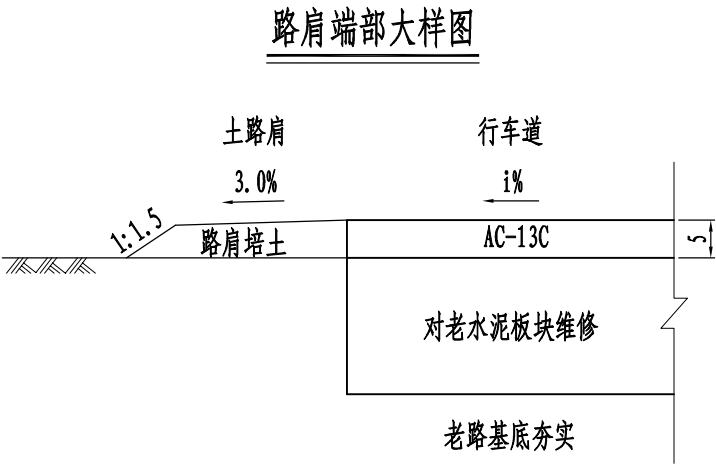 路肩端部大样图
土路肩
行车道
3.0%
i%
1:1.5
路肩培土
AC-13C
5
对老水泥板块维修
老路基底夯实